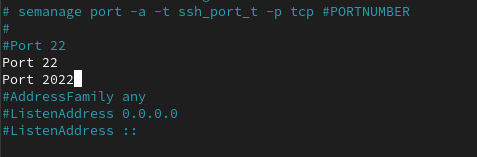 # semanage port -a -t ssh_port_t -p tcp #PORTNUMBER
#
#Port 22
Port 22
Port 2022
#AddressFamily any
#ListenAddress 0.0.0.0
#ListenAddress ::